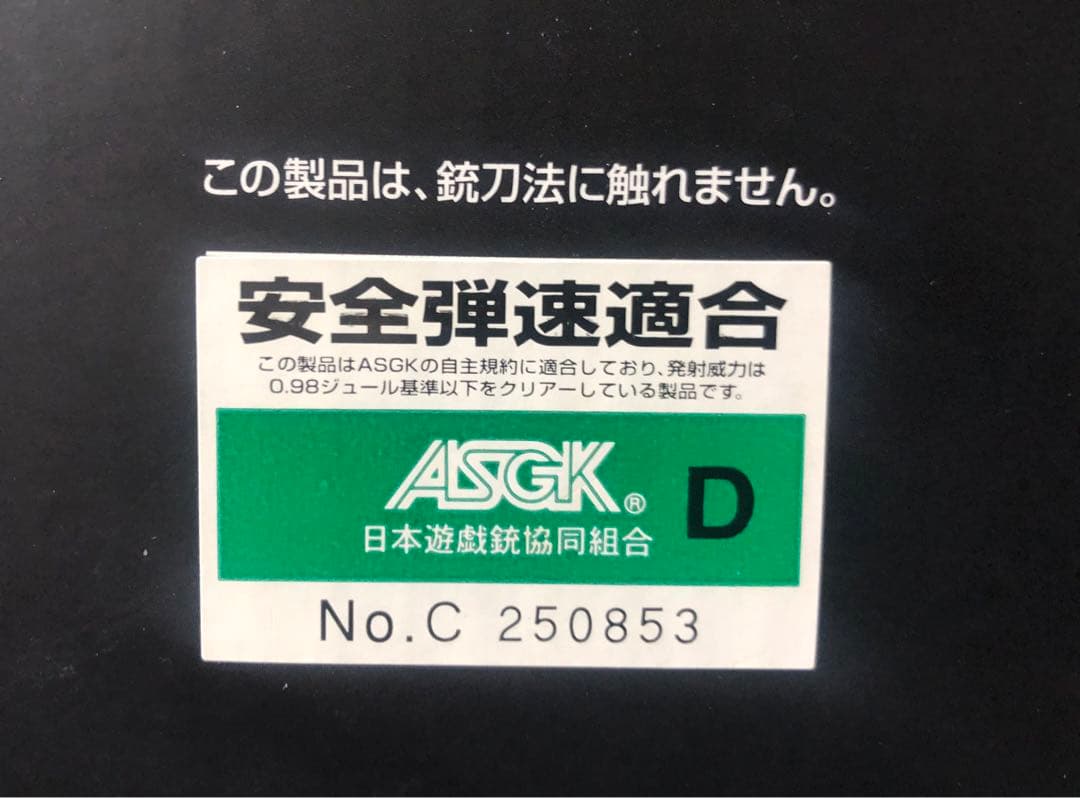 この製品は、銃刀法に触れません。
安全弾速適合
この製品はASGKの自主規約に適合しており、発射威力は
0.98ジュール基準以下をクリアーしている製品です。
ASGK® D
日本遊戯銃協同組合
No.C 250853